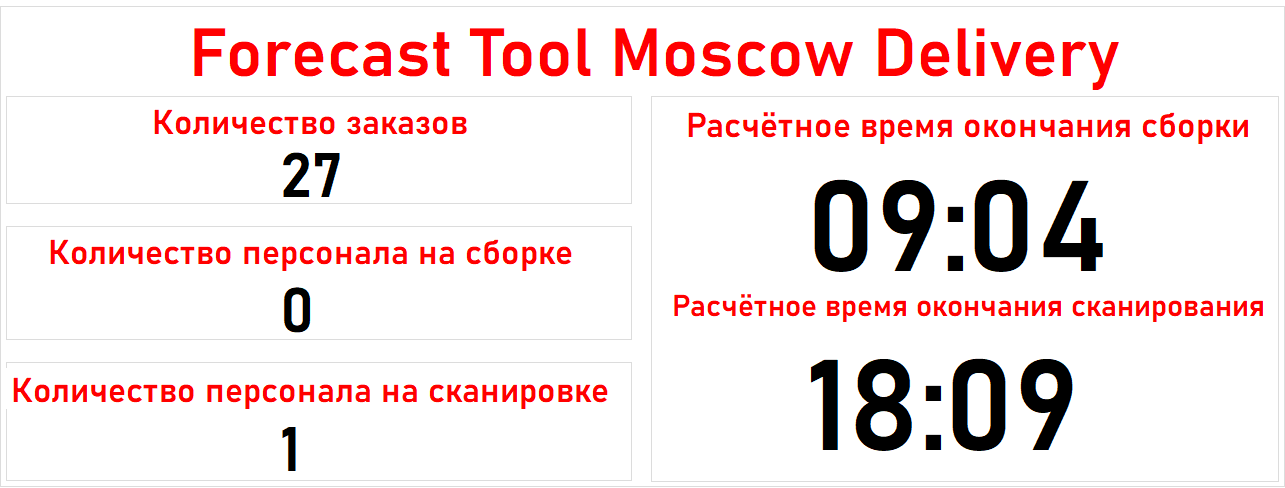 Forecast Tool Moscow Delivery
Количество заказов
27
Количество персонала на сборке
0
Количество персонала на сканировке
1
Расчётное время окончания сборки
09:04
Расчётное время окончания сканирования
18:09